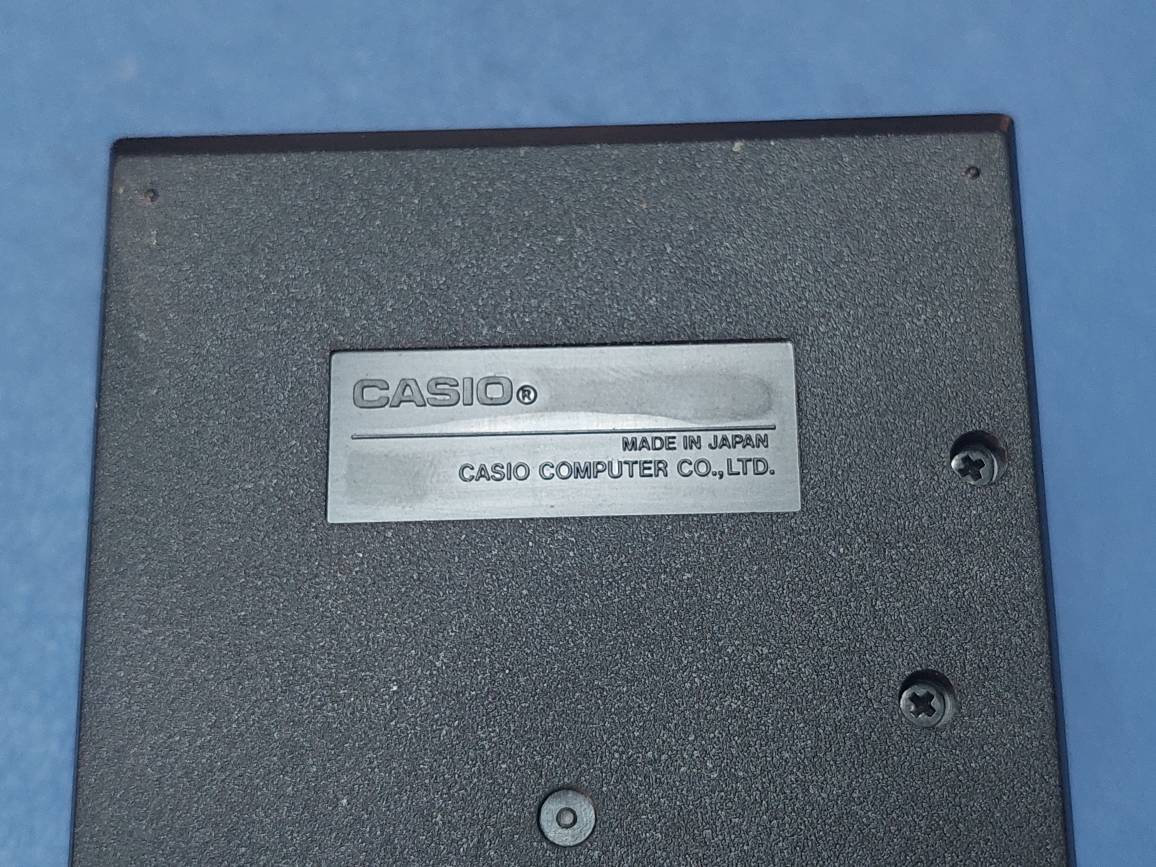 CASIO®
MADE IN JAPAN
CASIO COMPUTER CO.,LTD.